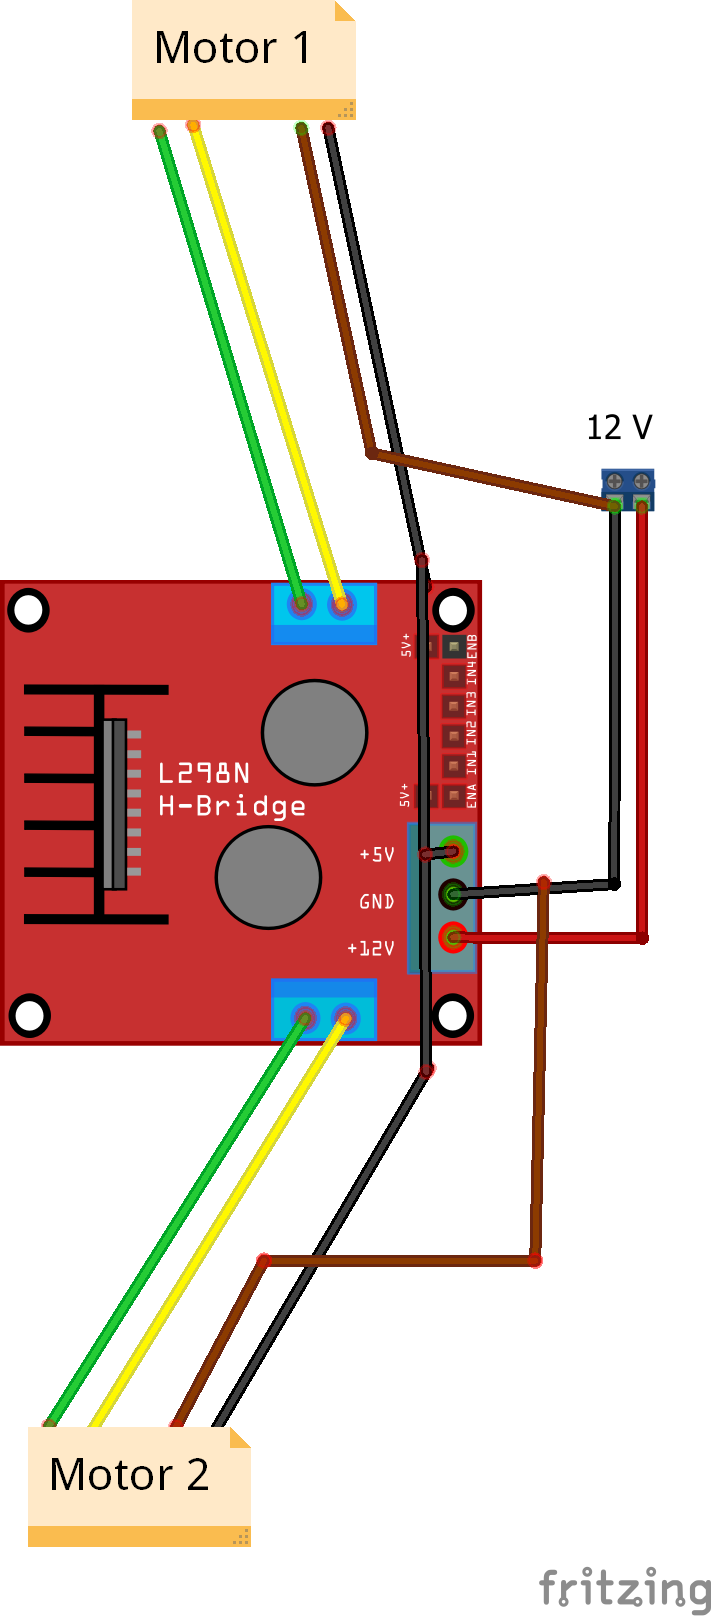 Motor 1
12 V
5V+
ENB
IN4
IN3
IN2
IN1
5V+
ENA
L298N
H-Bridge
+5V
GND
+12V
Motor 2
fritzing